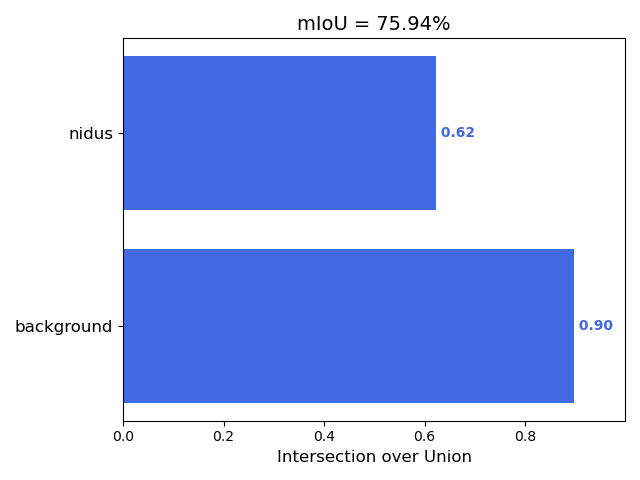 mIoU = 75.94%
nidus
0.62
background
0.90
0.0 0.2 0.4 0.6 0.8
Intersection over Union